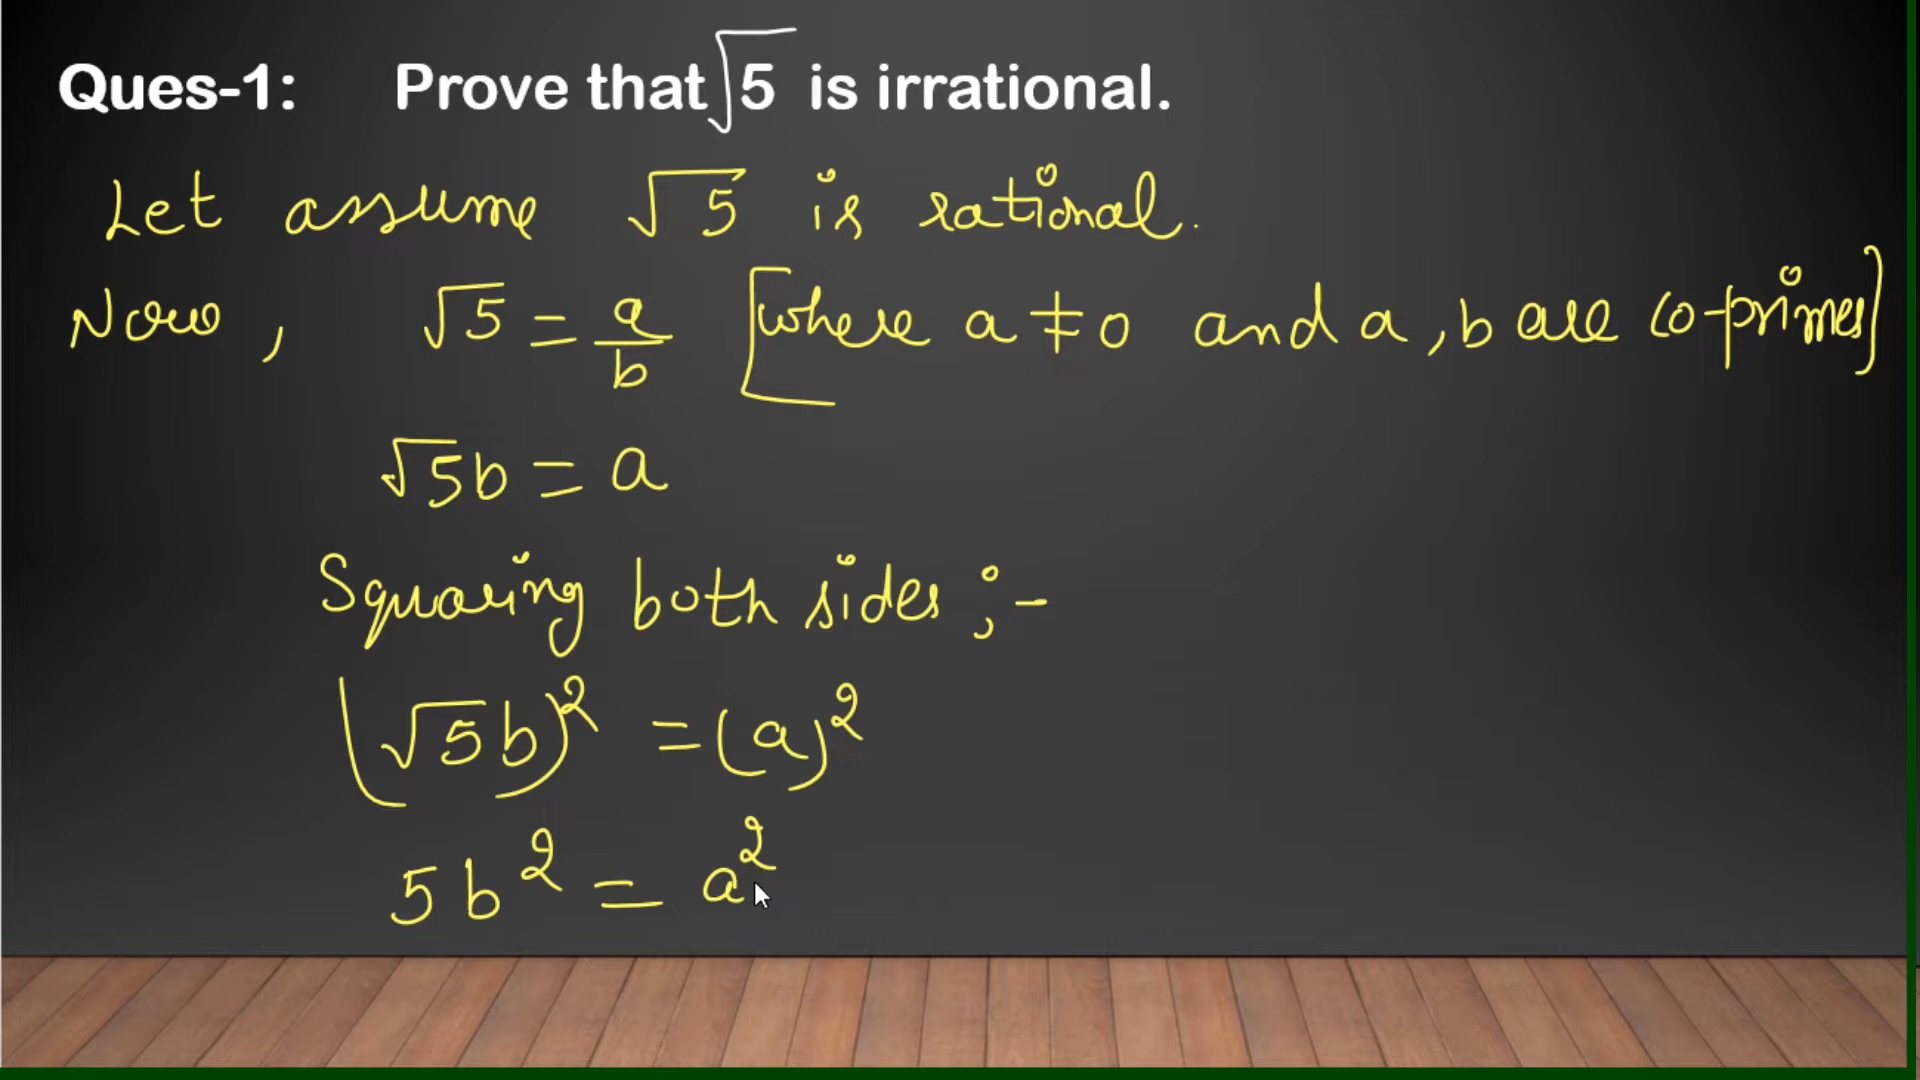 Ques-1: Prove that √5 is irrational.
Let assume √5 is rational.
Now, √5 = a/b [where a ≠ 0 and a, b are co-primes]
√5b = a
Squaring both sides ;-
(√5b)² = (a)²
5b² = a²